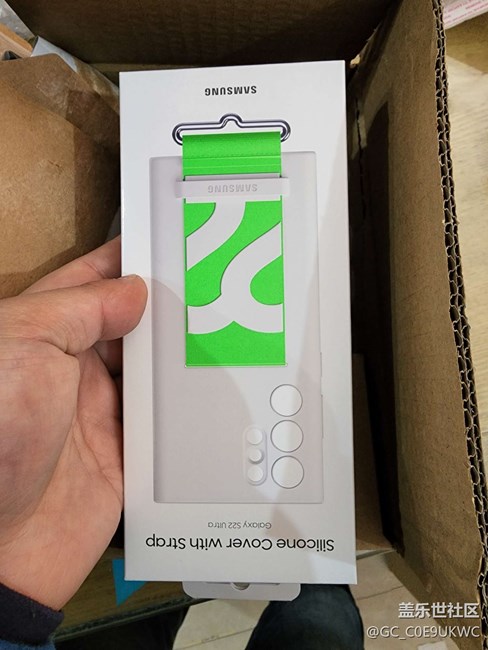 SAMSUNG
SAMSUNG
Galaxy S22 Ultra
Silicone Cover with Strap
盖乐世社区
@GC_C0E9UKWC